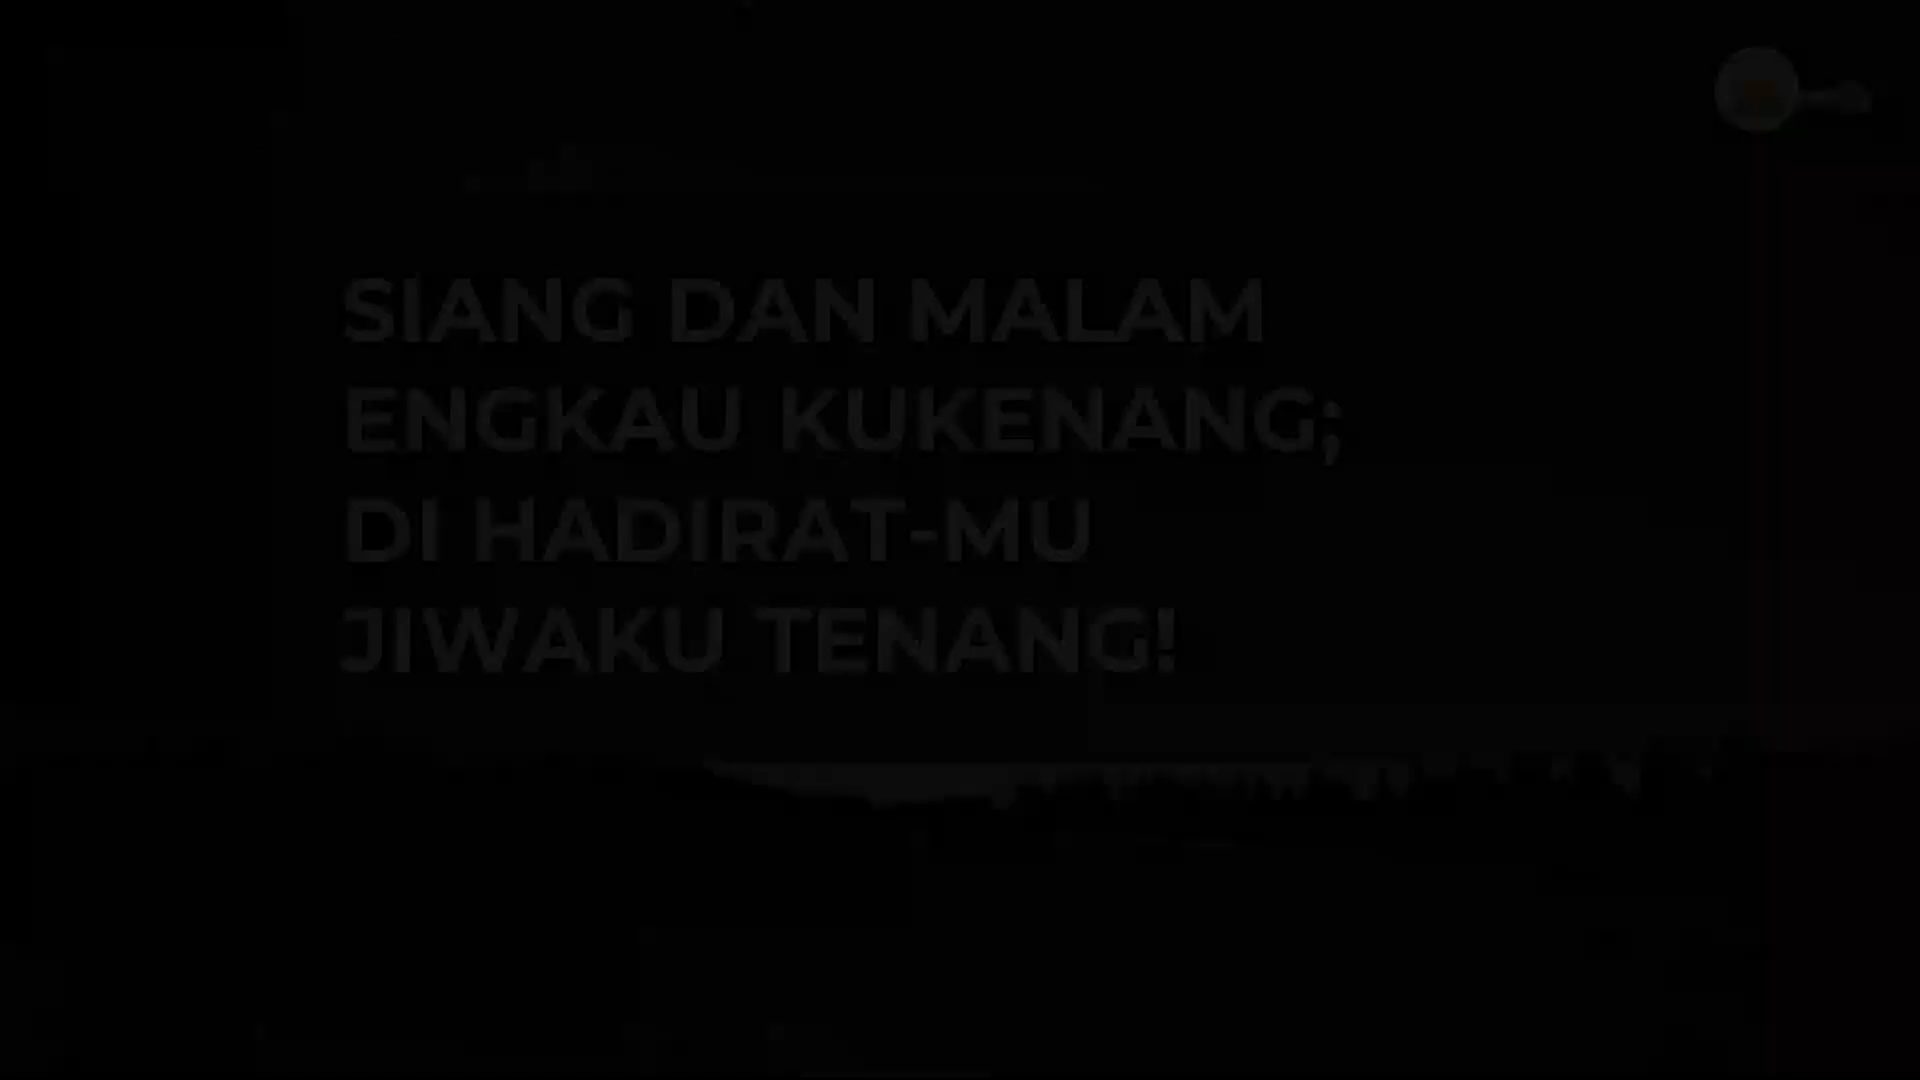 SIANG DAN MALAM
ENGKAU KUKENANG;
DI HADIRAT-MU
JIWAKU TENANG!